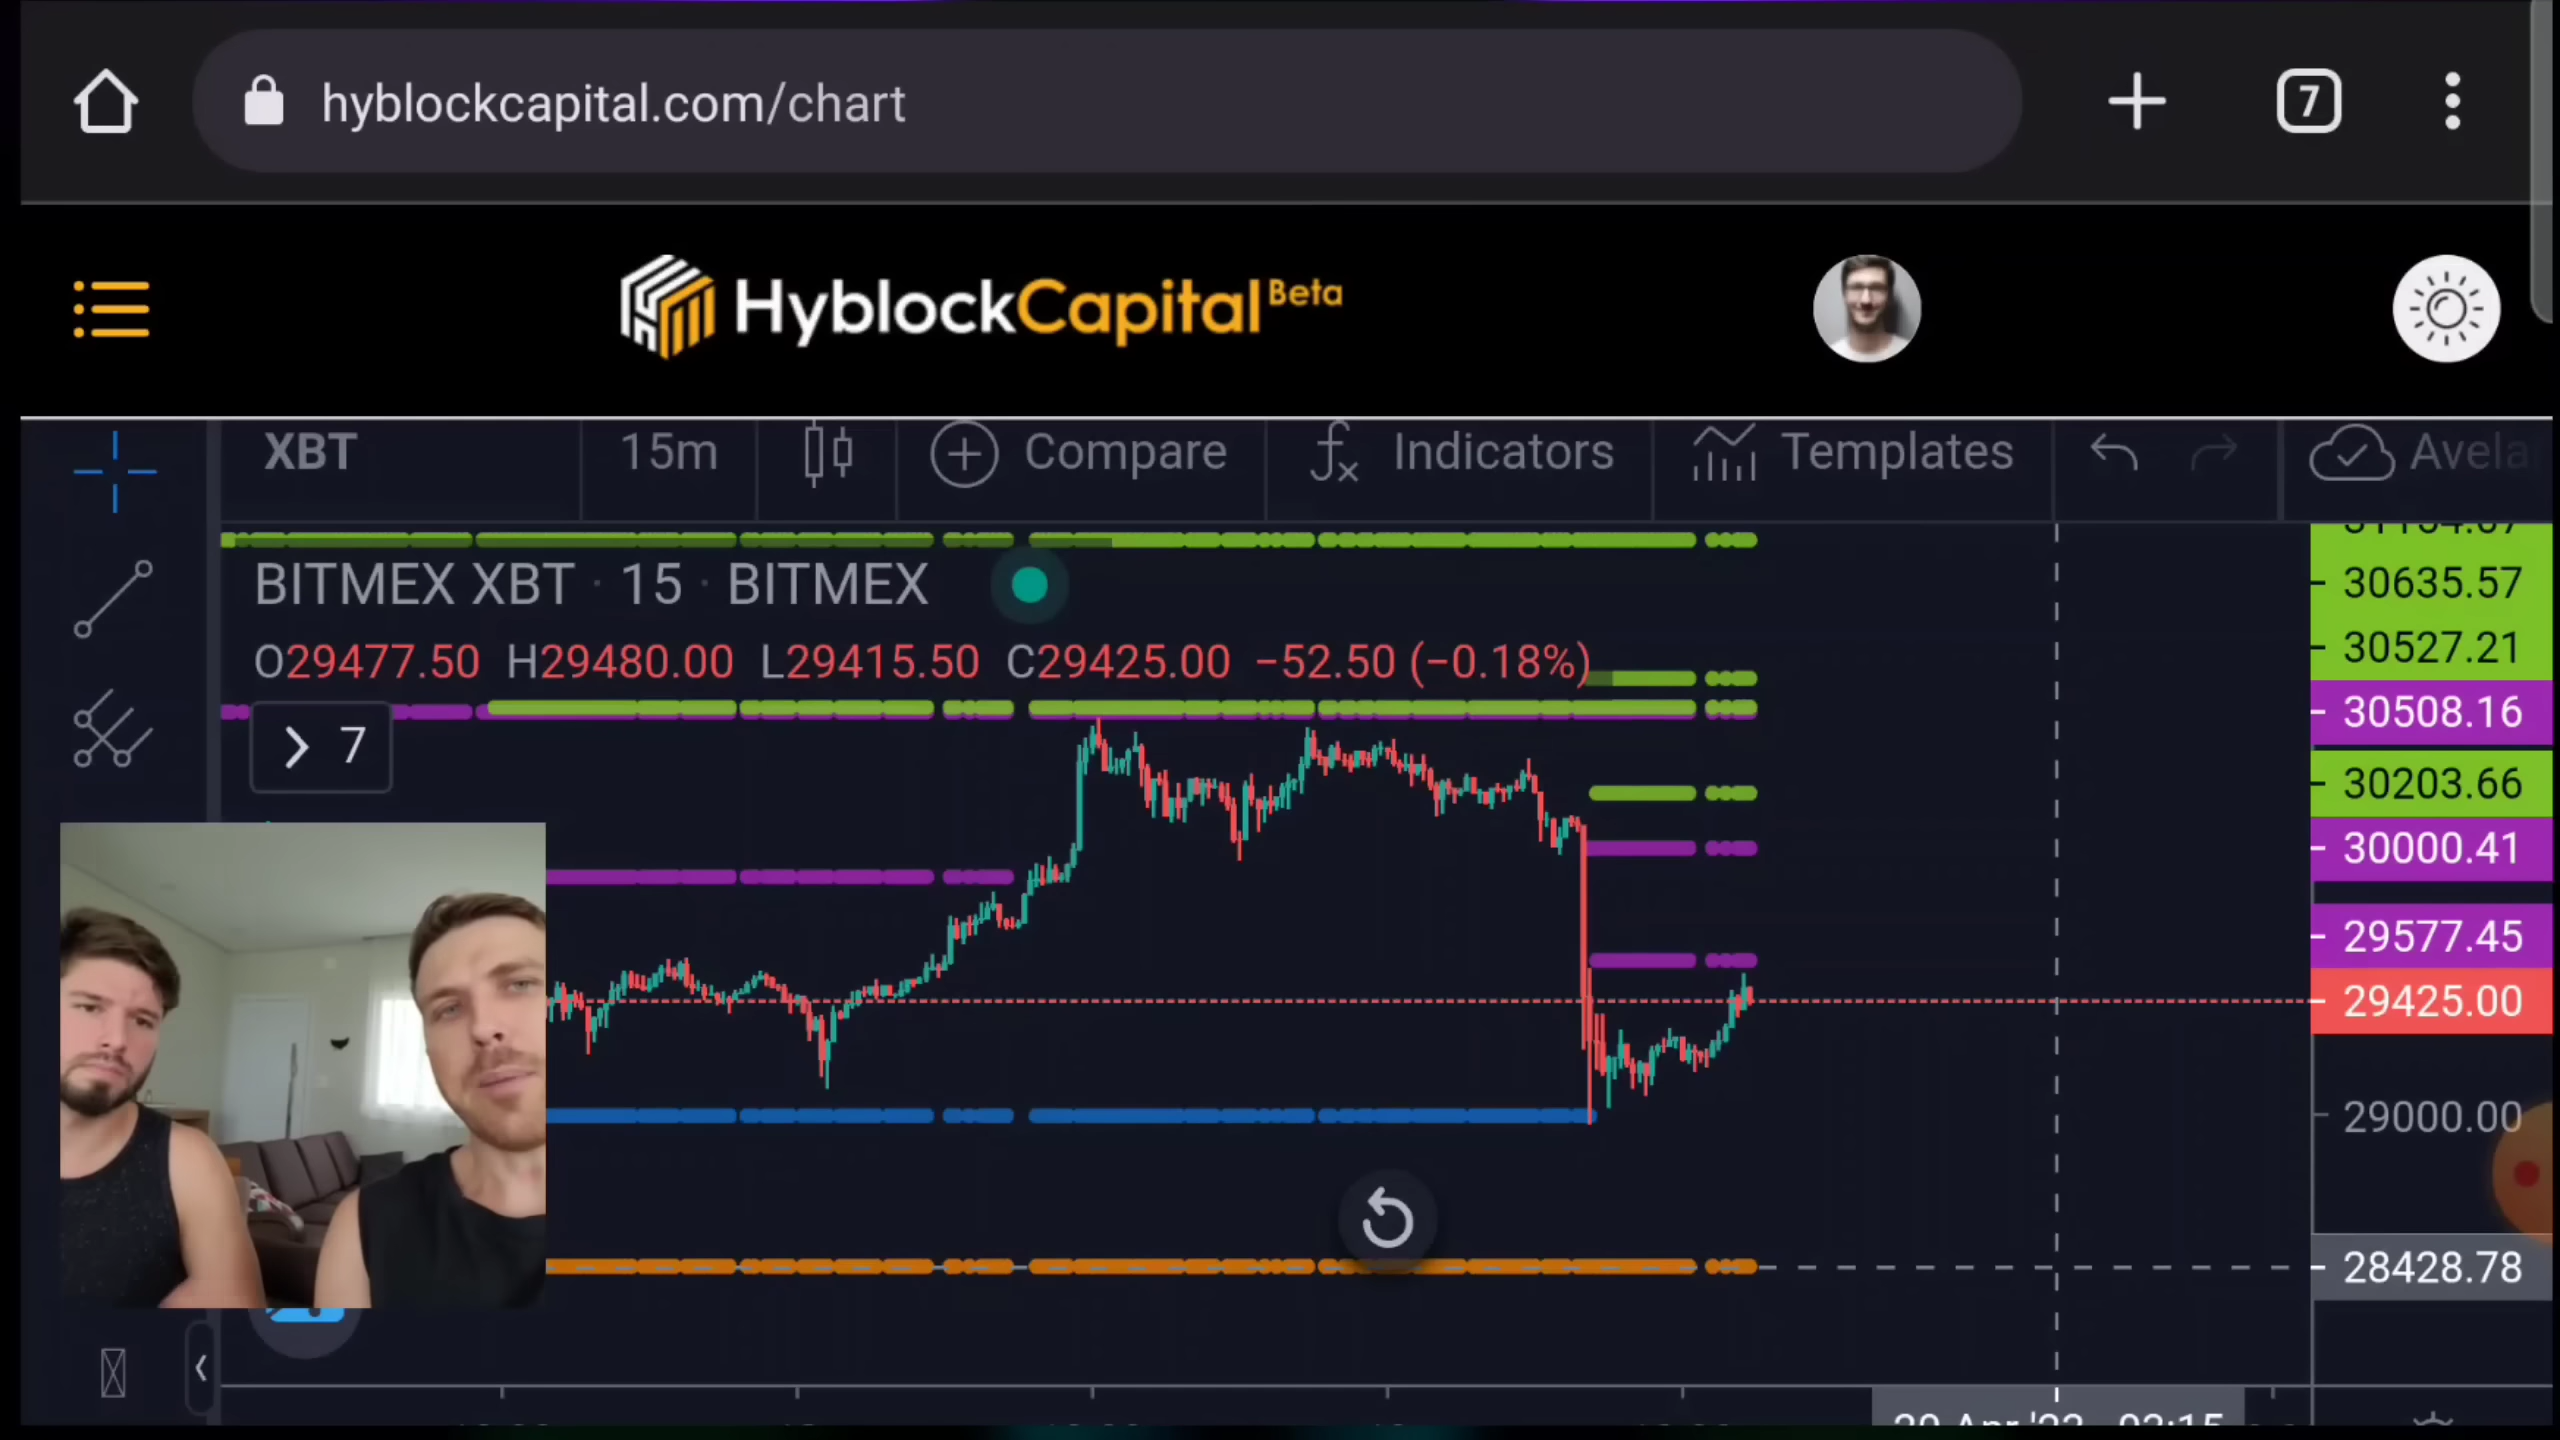 hyblockcapital.com/chart
7
HyblockCapital Beta
XBT 15m Compare fx Indicators Templates
BITMEX XBT · 15 · BITMEX
O29477.50 H29480.00 L29415.50 C29425.00 −52.50 (−0.18%)
7
30635.57
30527.21
30508.16
30203.66
30000.41
29577.45
29425.00
29000.00
28428.78